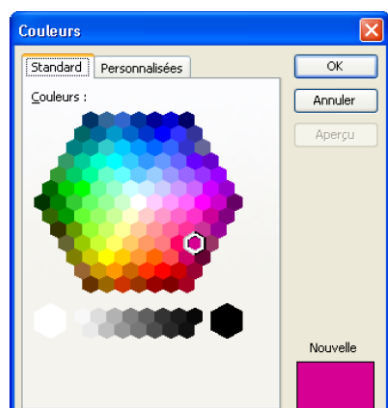 Couleurs
Standard
Personnalisées
OK
Couleurs :
Annuler
Aperçu
Nouvelle